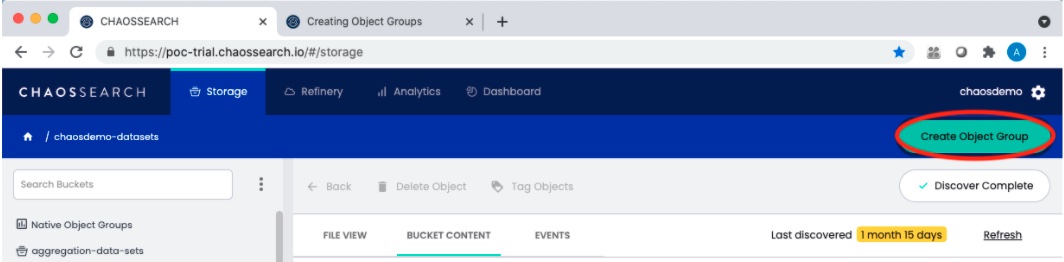 CHAOSSEARCH
Creating Object Groups
https://poc-trial.chaossearch.io/#/storage
A
CHAOSSEARCH
Storage
Refinery
Analytics
Dashboard
chaosdemo
/ chaosdemo-datasets
Create Object Group
Search Buckets
Back
Delete Object
Tag Objects
Discover Complete
Native Object Groups
FILE VIEW
BUCKET CONTENT
EVENTS
Last discovered 1 month 15 days
Refresh
aggregation-data-sets